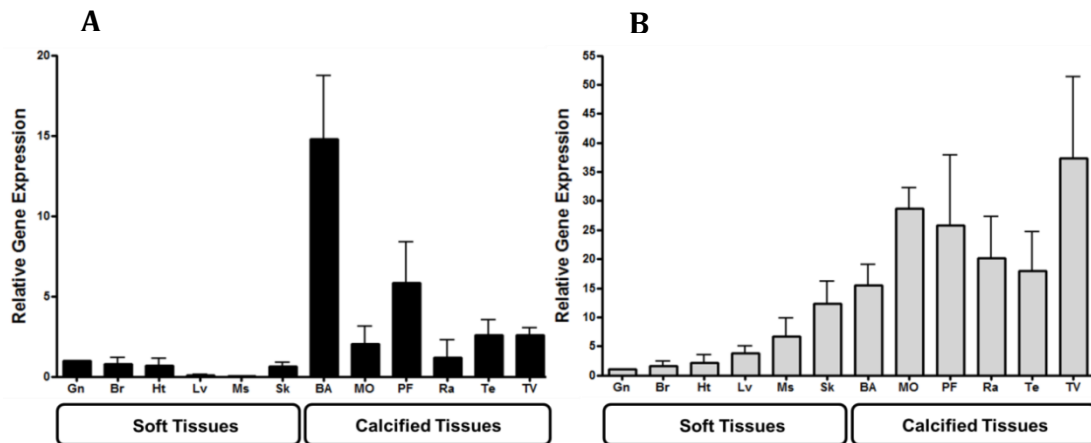 A
Relative Gene Expression
20
15
10
5
0
Gn Br Ht Lv Ms Sk BA MO PF Ra Te TV
Soft Tissues Calcified Tissues
B
Relative Gene Expression
55
50
45
40
35
30
25
20
15
10
5
0
Gn Br Ht Lv Ms Sk BA MO PF Ra Te TV
Soft Tissues Calcified Tissues